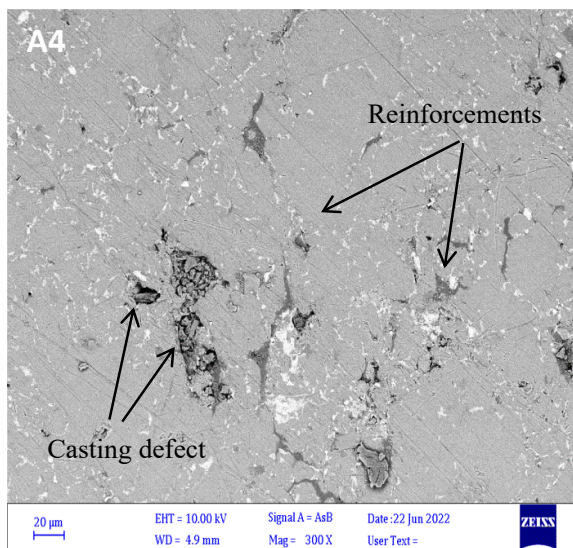 A4
Reinforcements
Casting defect
20 µm
EHT = 10.00 kV
Signal A = AsB
Date :22 Jun 2022
ZEISS
WD = 4.9 mm
Mag = 300 X
User Text =